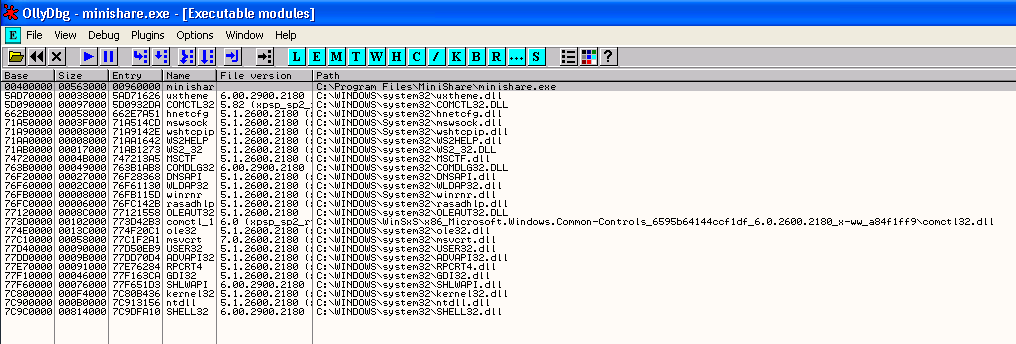 OllyDbg - minishare.exe - [Executable modules]
E File View Debug Plugins Options Window Help
L E M T W H C / K B R ... S ?
Base Size Entry Name File version Path
00400000 00563000 00960000 minishar C:\Program Files\MiniShare\minishare.exe
5AD70000 00038000 5AD71626 uxtheme 6.00.2900.2180 C:\WINDOWS\system32\uxtheme.dll
5D090000 00097000 5D0932DA COMCTL32 5.82 (xpsp_sp2_ C:\WINDOWS\system32\COMCTL32.DLL
662B0000 00058000 662E7A51 hnetcfg 5.1.2600.2180 ( C:\WINDOWS\system32\hnetcfg.dll
71A50000 0003F000 71A514CD mswsock 5.1.2600.2180 ( C:\WINDOWS\system32\mswsock.dll
71A90000 00008000 71A9142E wshtcpip 5.1.2600.2180 ( C:\WINDOWS\System32\wshtcpip.dll
71AA0000 00008000 71AA1642 WS2HELP 5.1.2600.2180 ( C:\WINDOWS\system32\WS2HELP.dll
71AB0000 00017000 71AB1273 WS2_32 5.1.2600.2180 ( C:\WINDOWS\system32\WS2_32.dll
74720000 0004B000 747213A5 MSCTF 5.1.2600.2180 ( C:\WINDOWS\system32\MSCTF.dll
763B0000 00049000 763B1AB8 COMDLG32 6.00.2900.2180 C:\WINDOWS\system32\COMDLG32.dll
76F20000 00027000 76F28368 DNSAPI 5.1.2600.2180 ( C:\WINDOWS\system32\DNSAPI.dll
76F60000 0002C000 76F61130 WLDAP32 5.1.2600.2180 ( C:\WINDOWS\system32\WLDAP32.dll
76FB0000 00008000 76FB115D winrnr 5.1.2600.2180 ( C:\WINDOWS\System32\winrnr.dll
76FC0000 00006000 76FC142B rasadhlp 5.1.2600.2180 ( C:\WINDOWS\system32\rasadhlp.dll
77120000 0008C000 77121558 OLEAUT32 5.1.2600.2180 C:\WINDOWS\system32\OLEAUT32.DLL
773D0000 00102000 773D42B3 comctl_1 6.0 (xpsp_sp2_r C:\WINDOWS\WinSxS\x86_Microsoft.Windows.Common-Controls_6595b64144ccf1df_6.0.2600.2180_x-ww_a84f1ff9\comctl32.dll
774E0000 0013C000 774F20C1 ole32 5.1.2600.2180 ( C:\WINDOWS\system32\ole32.dll
77C10000 00058000 77C1F2A1 msvcrt 7.0.2600.2180 ( C:\WINDOWS\system32\msvcrt.dll
77D40000 00090000 77D50EB9 USER32 5.1.2600.2180 ( C:\WINDOWS\system32\USER32.dll
77DD0000 0009B000 77DD70D4 ADVAPI32 5.1.2600.2180 ( C:\WINDOWS\system32\ADVAPI32.dll
77E70000 00091000 77E76284 RPCRT4 5.1.2600.2180 ( C:\WINDOWS\system32\RPCRT4.dll
77F10000 00046000 77F163CA GDI32 5.1.2600.2180 ( C:\WINDOWS\system32\GDI32.dll
77F60000 00076000 77F651D3 SHLWAPI 6.00.2900.2180 C:\WINDOWS\system32\SHLWAPI.dll
7C800000 000F4000 7C80B436 kernel32 5.1.2600.2180 ( C:\WINDOWS\system32\kernel32.dll
7C900000 000B0000 7C913156 ntdll 5.1.2600.2180 ( C:\WINDOWS\system32\ntdll.dll
7C9C0000 00814000 7C9DFA10 SHELL32 6.00.2900.2180 C:\WINDOWS\system32\SHELL32.dll